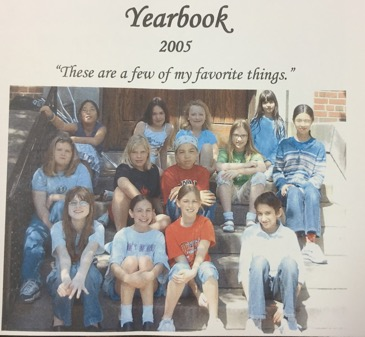 Yearbook
2005
“These are a few of my favorite things.”